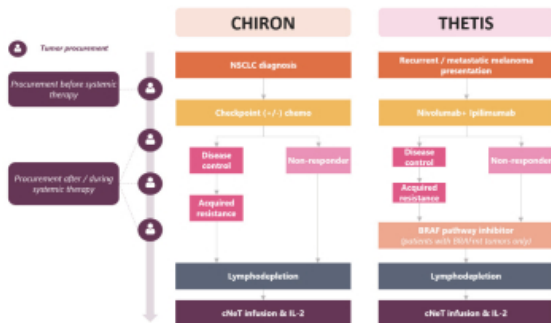 CHIRON
THETIS
Tumor procurement
Procurement before systemic
therapy
Procurement after / during
systemic therapy
NSCLC diagnosis
Checkpoint (+/-) chemo
Disease
control
Non-responder
Acquired
resistance
Lymphodepletion
cNeT infusion & IL-2
Recurrent / metastatic melanoma
presentation
Nivolumab+ Ipilimumab
Disease
control
Non-responder
Acquired
resistance
BRAF pathway inhibitor
(patients with BRAFmt tumors only)
Lymphodepletion
cNeT infusion & IL-2